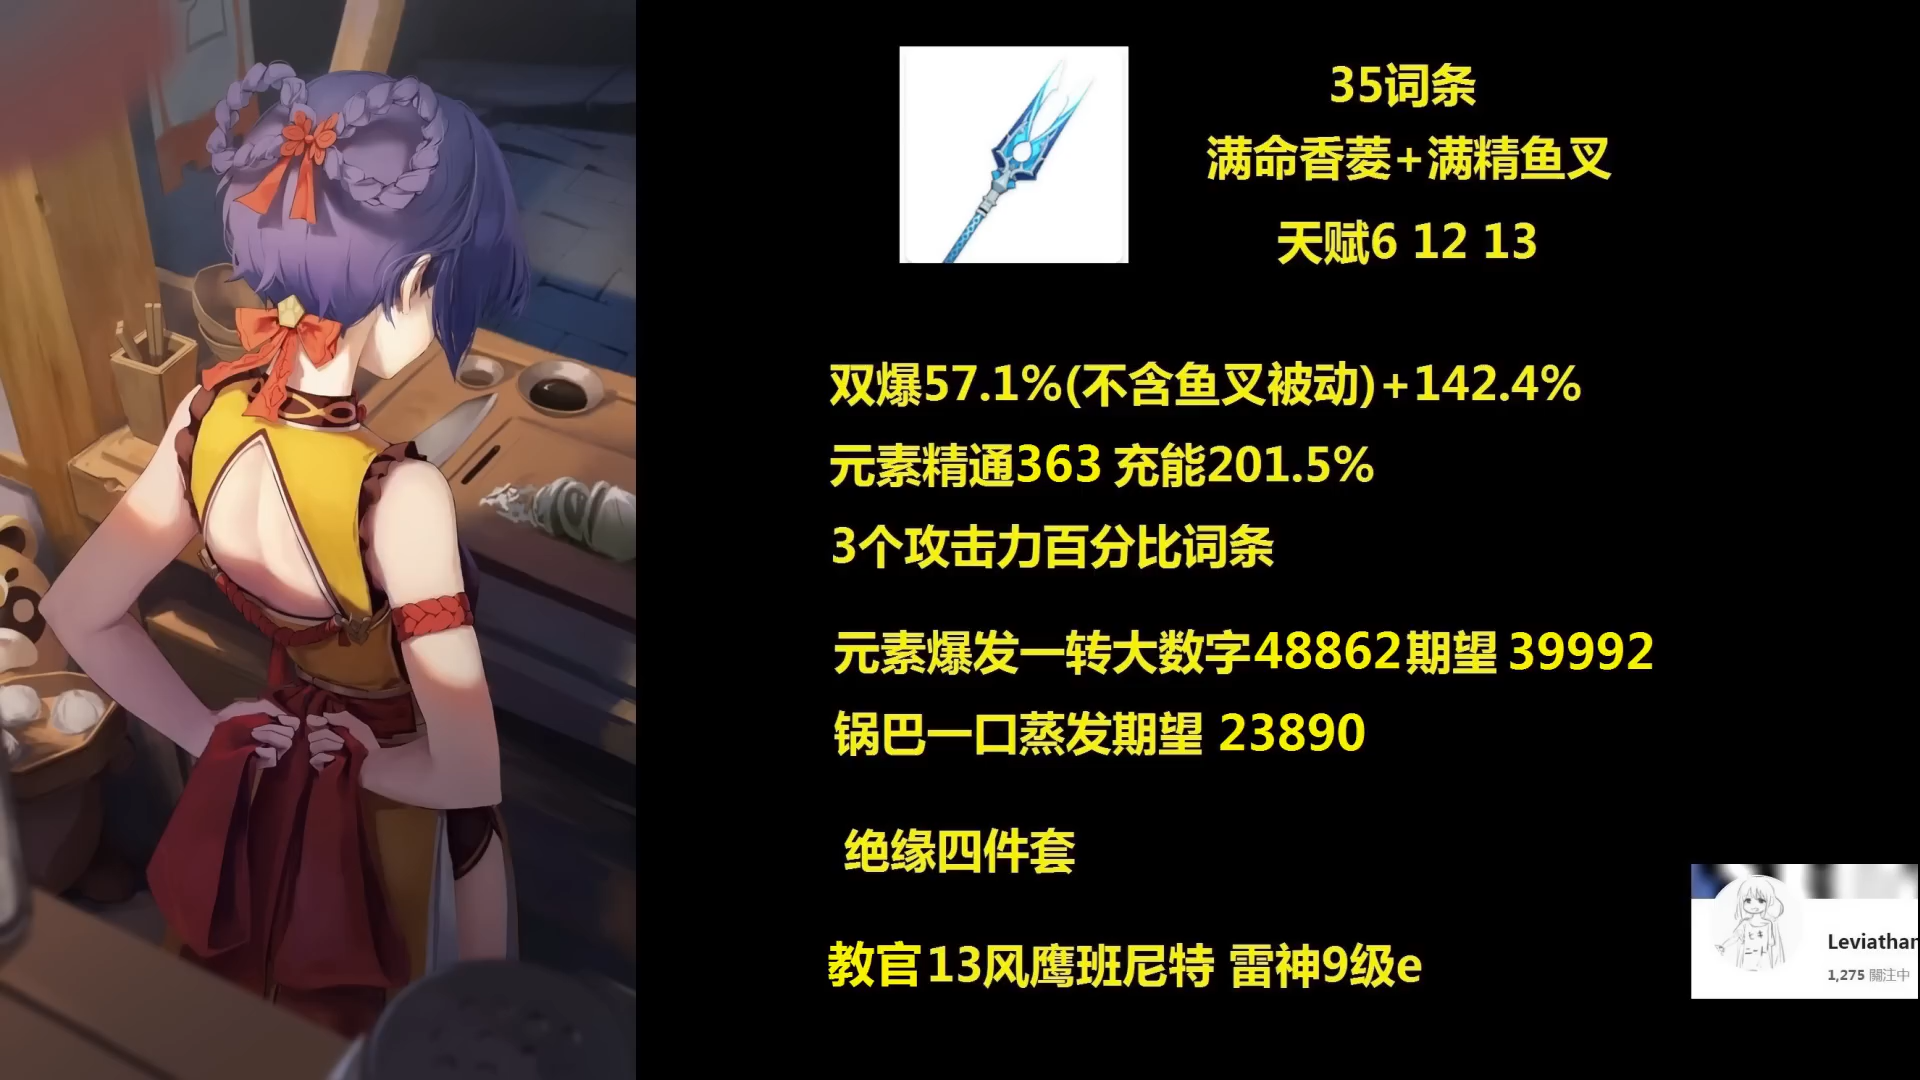 35词条
满命香菱+满精鱼叉
天赋6 12 13
双爆57.1%(不含鱼叉被动)+142.4%
元素精通363 充能201.5%
3个攻击力百分比词条
元素爆发一转大数字48862期望 39992
锅巴一口蒸发期望 23890
绝缘四件套
教官13风鹰班尼特 雷神9级e
Leviathan
1,275 關注中